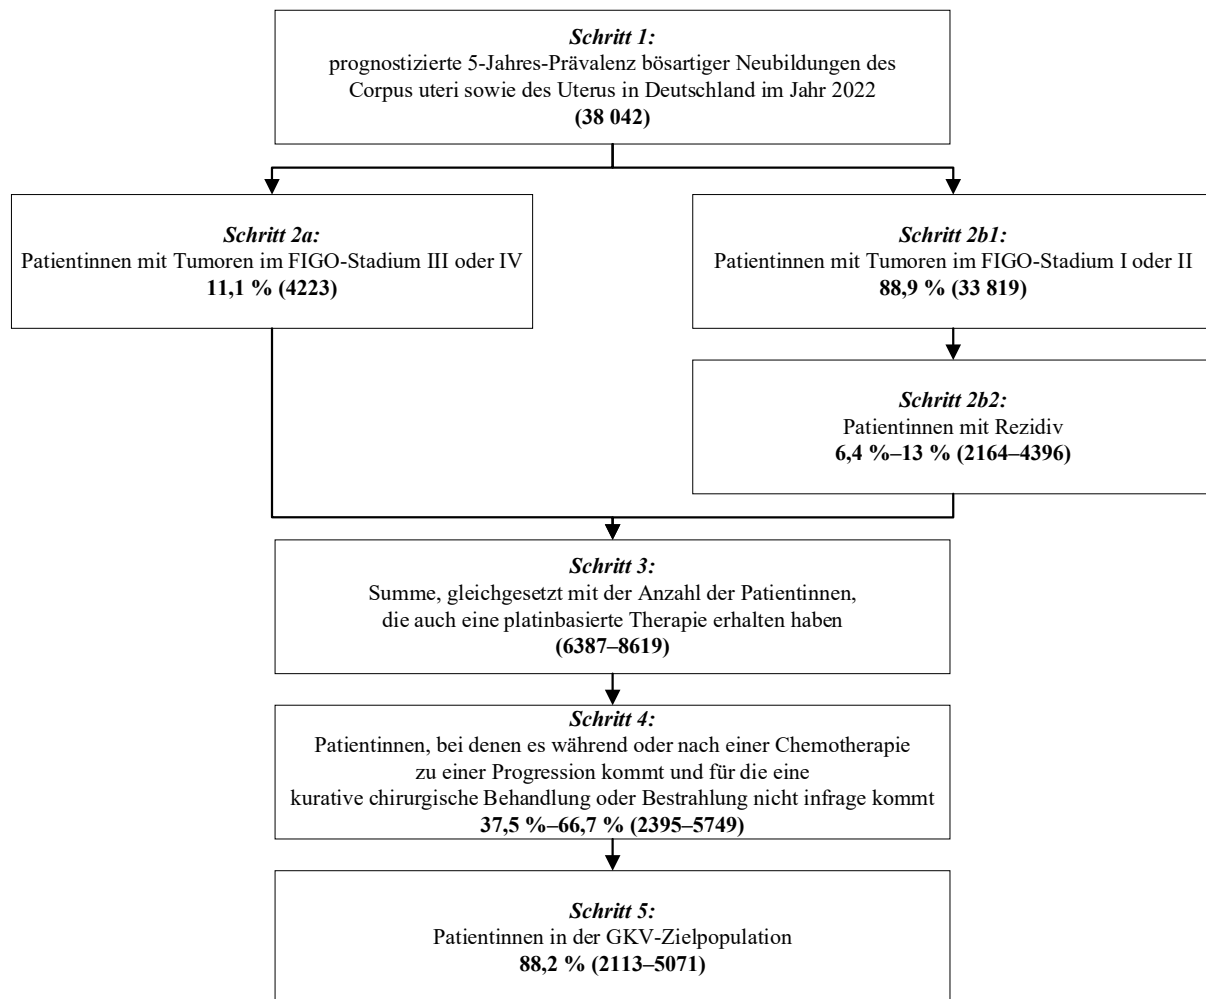 Schritt 1:
prognostizierte 5-Jahres-Prävalenz bösartiger Neubildungen des
Corpus uteri sowie des Uterus in Deutschland im Jahr 2022
(38 042)
Schritt 2a:
Patientinnen mit Tumoren im FIGO-Stadium III oder IV
11,1 % (4223)
Schritt 2b1:
Patientinnen mit Tumoren im FIGO-Stadium I oder II
88,9 % (33 819)
Schritt 2b2:
Patientinnen mit Rezidiv
6,4 %–13 % (2164–4396)
Schritt 3:
Summe, gleichgesetzt mit der Anzahl der Patientinnen,
die auch eine platinbasierte Therapie erhalten haben
(6387–8619)
Schritt 4:
Patientinnen, bei denen es während oder nach einer Chemotherapie
zu einer Progression kommt und für die eine
kurative chirurgische Behandlung oder Bestrahlung nicht infrage kommt
37,5 %–66,7 % (2395–5749)
Schritt 5:
Patientinnen in der GKV-Zielpopulation
88,2 % (2113–5071)